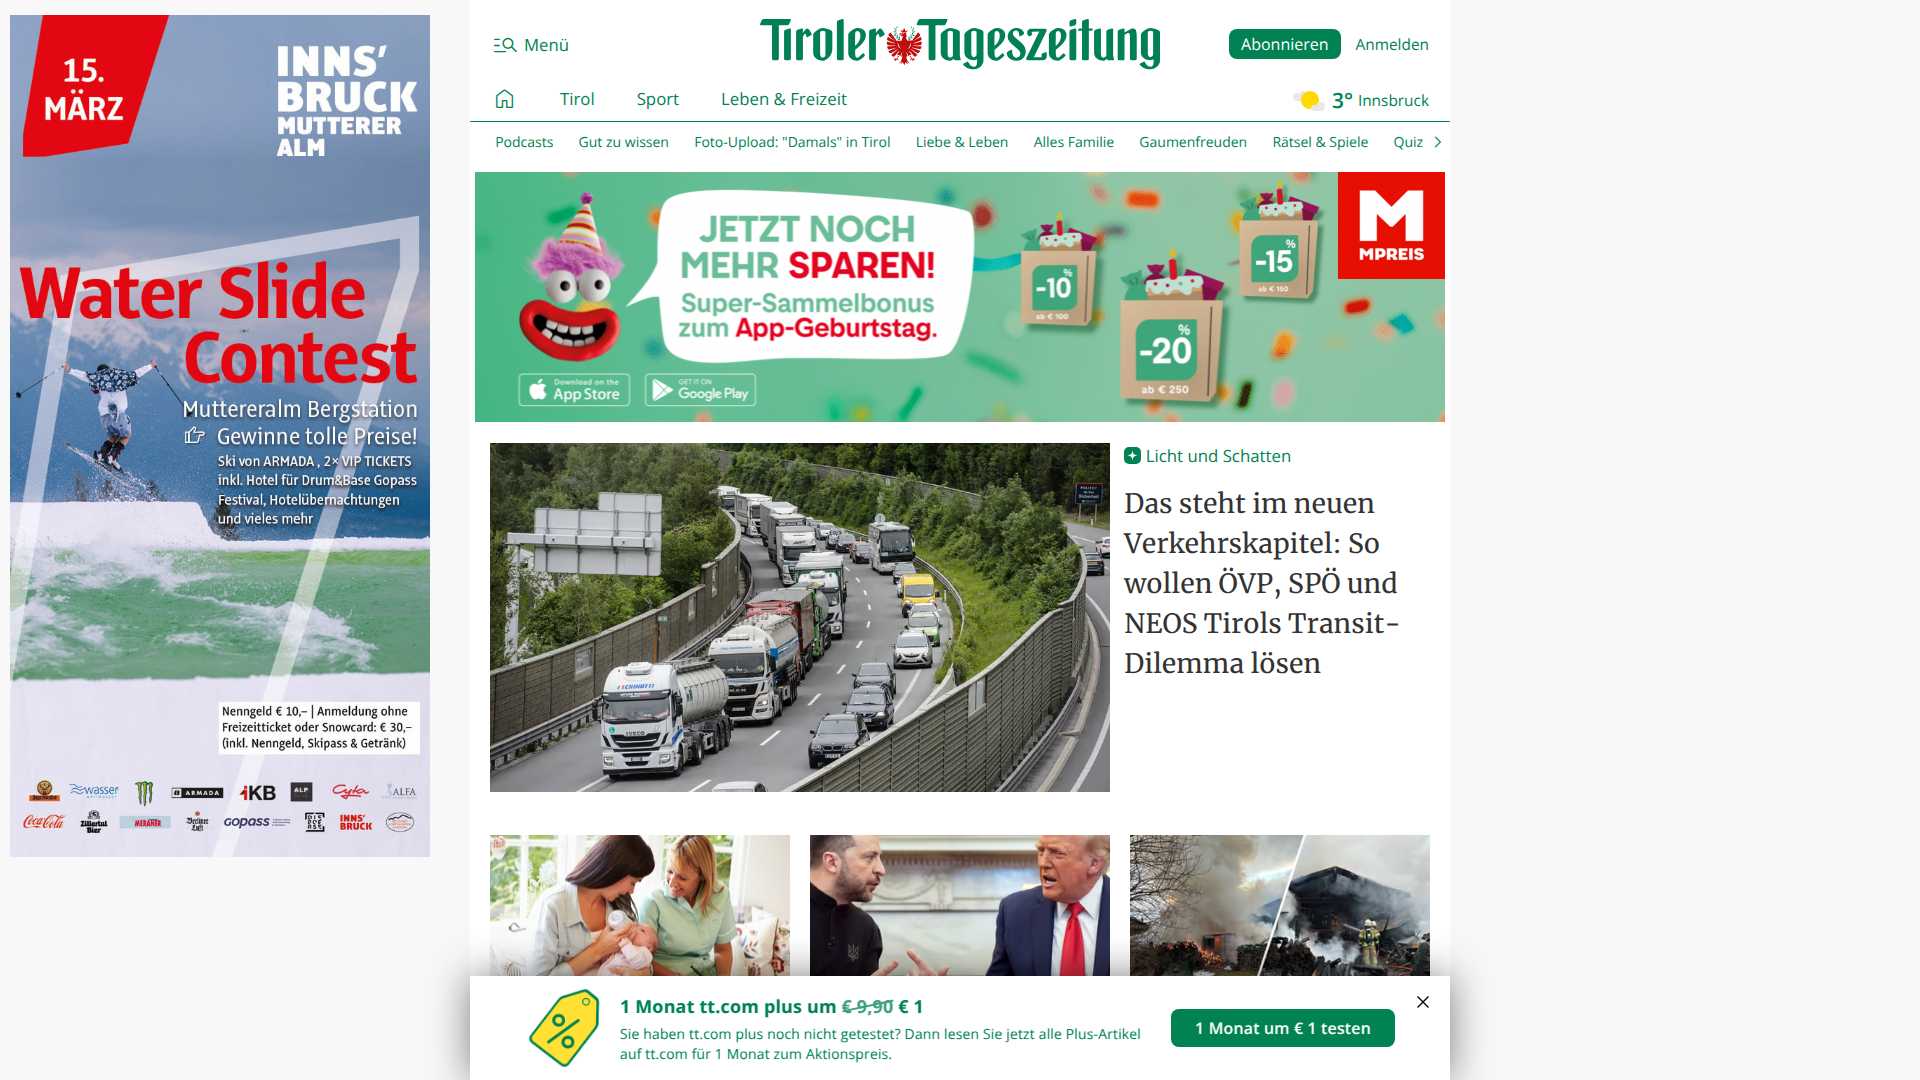 15.
MÄRZ
INNS'
BRUCK
MUTTERER
ALM
Water Slide
Contest
Muttereralm Bergstation
Gewinne tolle Preise!
Ski von ARMADA , 2× VIP TICKETS
inkl. Hotel für Drum&Base Gopass
Festival, Hotelübernachtungen
und vieles mehr
Nenngeld € 10,– | Anmeldung ohne
Freizeitticket oder Snowcard: € 30,–
(inkl. Nenngeld, Skipass & Getränk)
wasser
ARMADA
iKB
ALP
Gyta
ALFA
Coca-Cola
Zillertal
Bier
MERANER
Berliner
Luft
GOPASS
INNS'
BRUCK
Menü
Tiroler Tageszeitung
Abonnieren
Anmelden
Tirol
Sport
Leben & Freizeit
3° Innsbruck
Podcasts
Gut zu wissen
Foto-Upload: "Damals" in Tirol
Liebe & Leben
Alles Familie
Gaumenfreuden
Rätsel & Spiele
Quiz
JETZT NOCH
MEHR SPAREN!
Super-Sammelbonus
zum App-Geburtstag.
Download on the
App Store
GET IT ON
Google Play
-10%
ab € 100
-20%
ab € 250
-15%
ab € 150
M
MPREIS
IVECO
Licht und Schatten
Das steht im neuen
Verkehrskapitel: So
wollen ÖVP, SPÖ und
NEOS Tirols Transit-
Dilemma lösen
1 Monat tt.com plus um € 9,90 € 1
Sie haben tt.com plus noch nicht getestet? Dann lesen Sie jetzt alle Plus-Artikel
auf tt.com für 1 Monat zum Aktionspreis.
1 Monat um € 1 testen